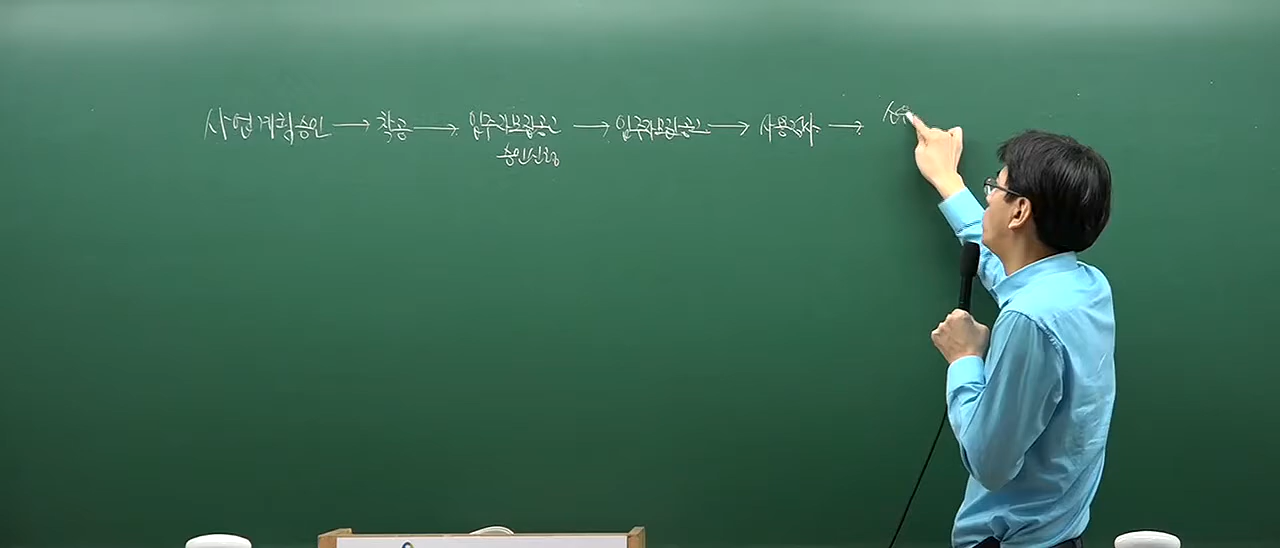 사업계획승인 → 착공 → 입주자모집공고 → 입주자모집공고 → 사용검사 →
승인신청